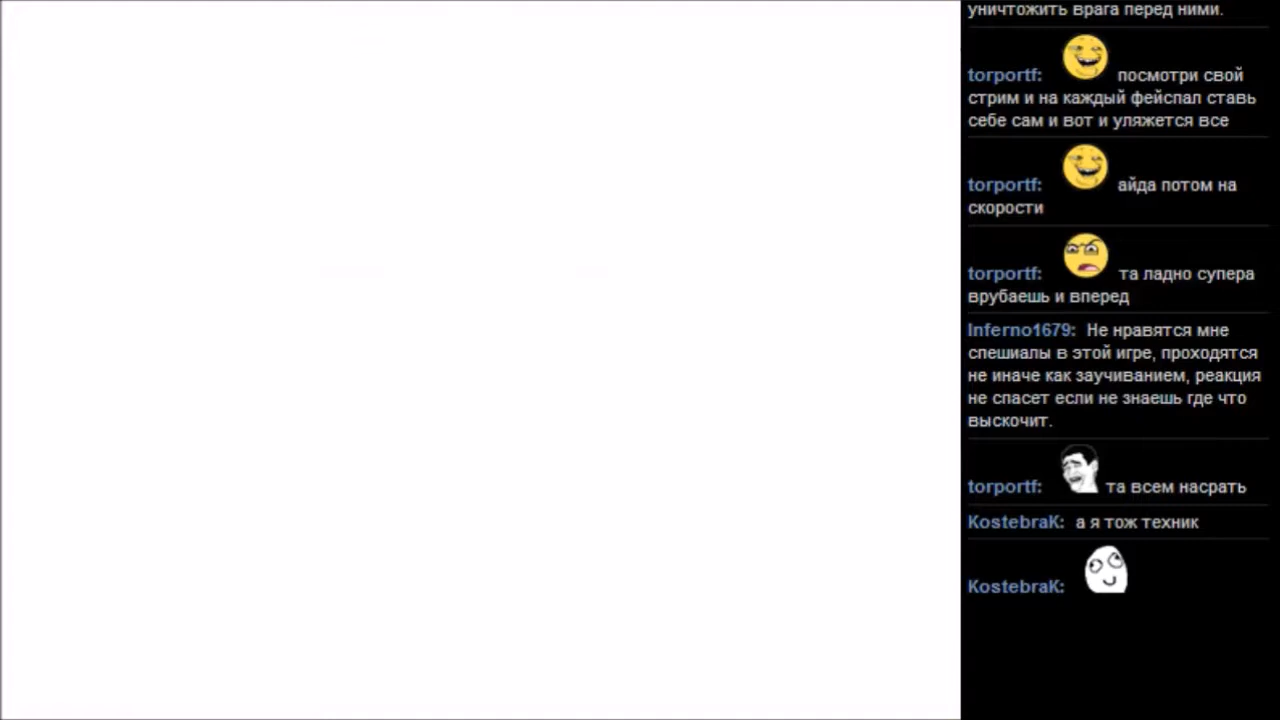 уничтожить врага перед ними.
torportf: посмотри свой
стрим и на каждый фейспал ставь
себе сам и вот и уляжется все
torportf: айда потом на
скорости
torportf: та ладно супера
врубаешь и вперед
Inferno1679: Не нравятся мне
спешиалы в этой игре, проходятся
не иначе как заучиванием, реакция
не спасет если не знаешь где что
выскочит.
torportf: та всем насрать
KostebraK: а я тож техник
KostebraK: